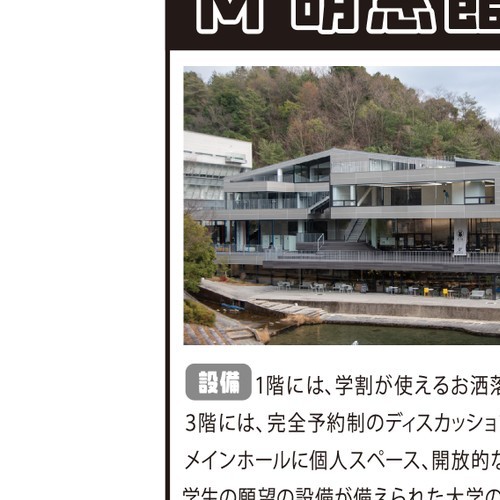 M 明窓館
設備 1階には、学割が使えるお洒落
3階には、完全予約制のディスカッショ
メインホールに個人スペース、開放的な
学生の願望の設備が備えられた大学の